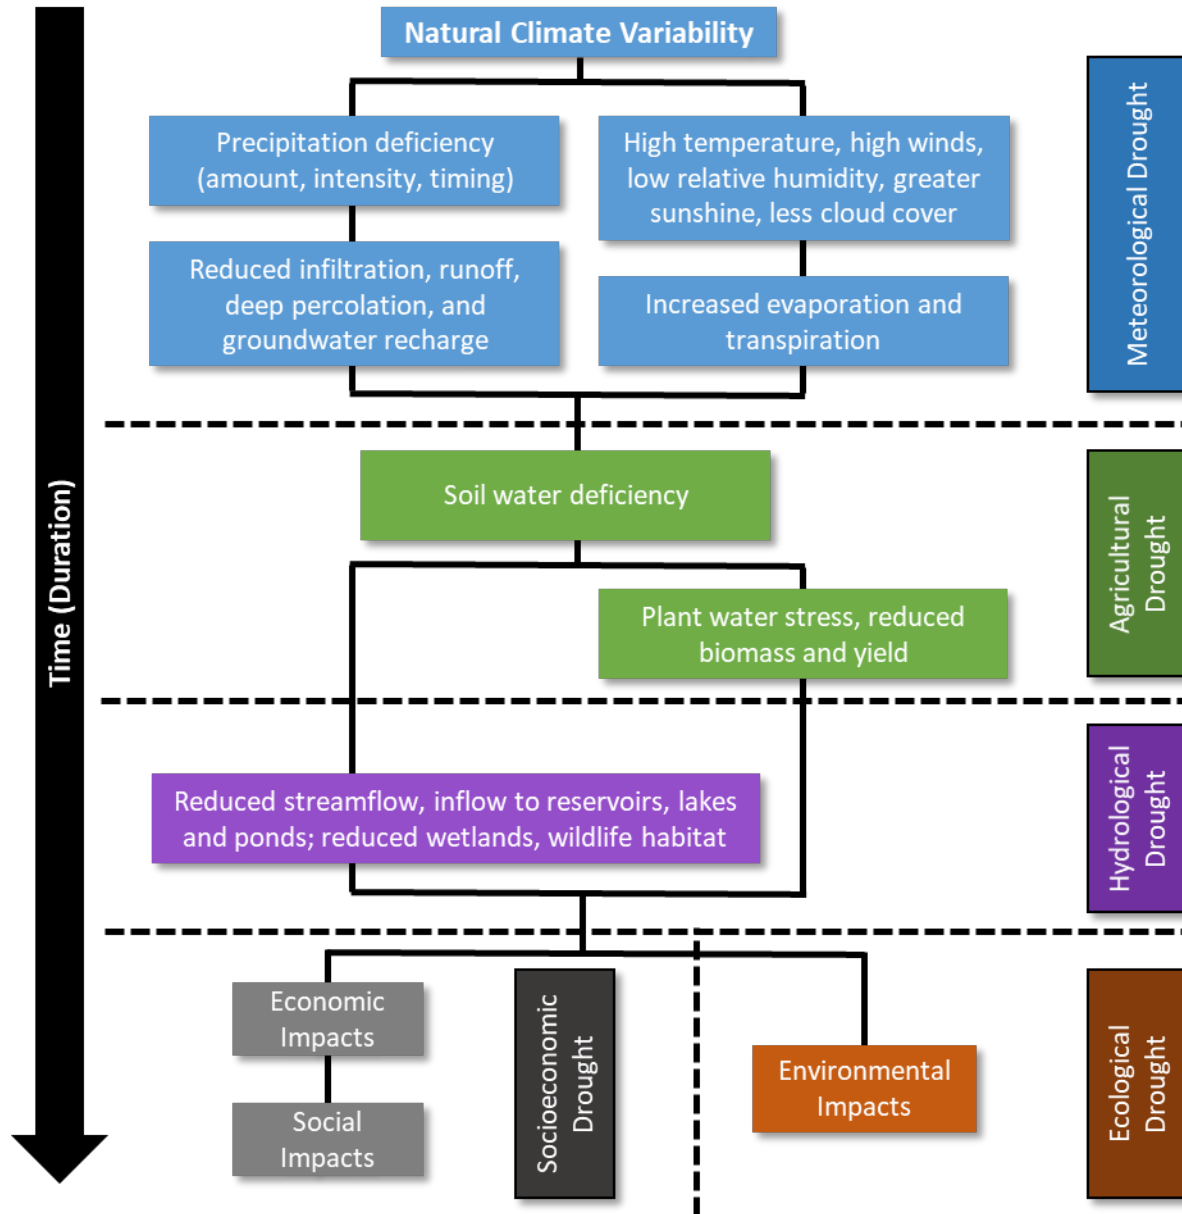 Natural Climate Variability
Precipitation deficiency
(amount, intensity, timing)
High temperature, high winds,
low relative humidity, greater
sunshine, less cloud cover
Reduced infiltration, runoff,
deep percolation, and
groundwater recharge
Increased evaporation and
transpiration
Meteorological Drought
Time (Duration)
Soil water deficiency
Plant water stress, reduced
biomass and yield
Agricultural
Drought
Reduced streamflow, inflow to reservoirs, lakes
and ponds; reduced wetlands, wildlife habitat
Hydrological
Drought
Economic
Impacts
Social
Impacts
Socioeconomic
Drought
Environmental
Impacts
Ecological
Drought